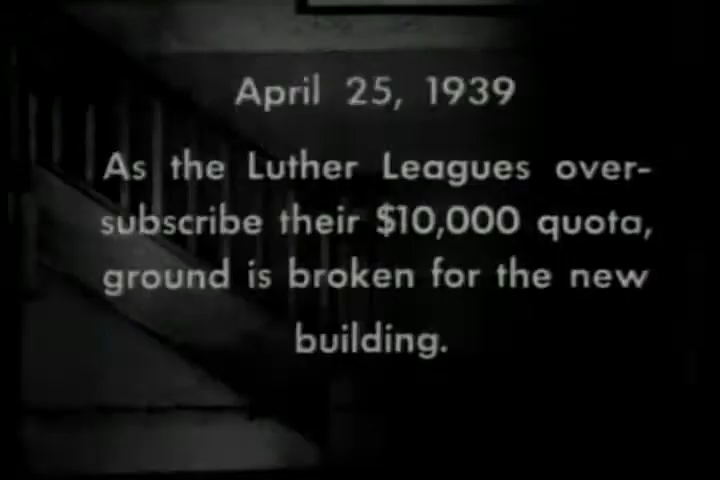 April 25, 1939
As the Luther Leagues over-
subscribe their $10,000 quota,
ground is broken for the new
building.